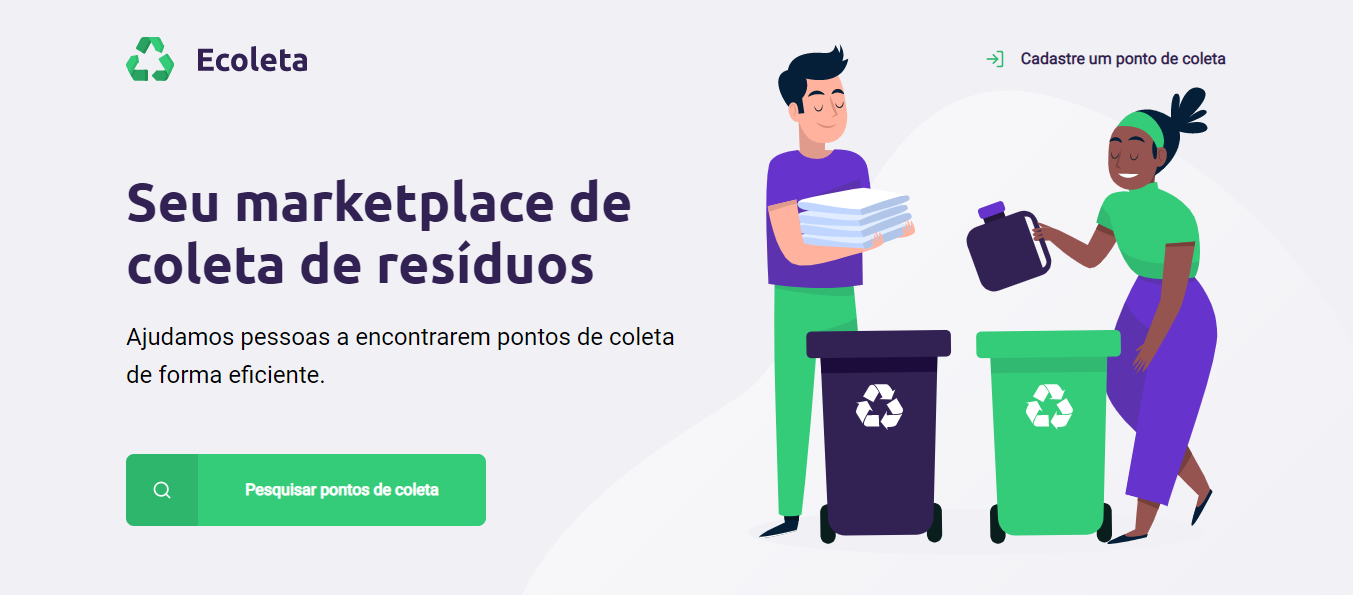 Ecoleta
Cadastre um ponto de coleta
Seu marketplace de
coleta de resíduos
Ajudamos pessoas a encontrarem pontos de coleta
de forma eficiente.
Pesquisar pontos de coleta